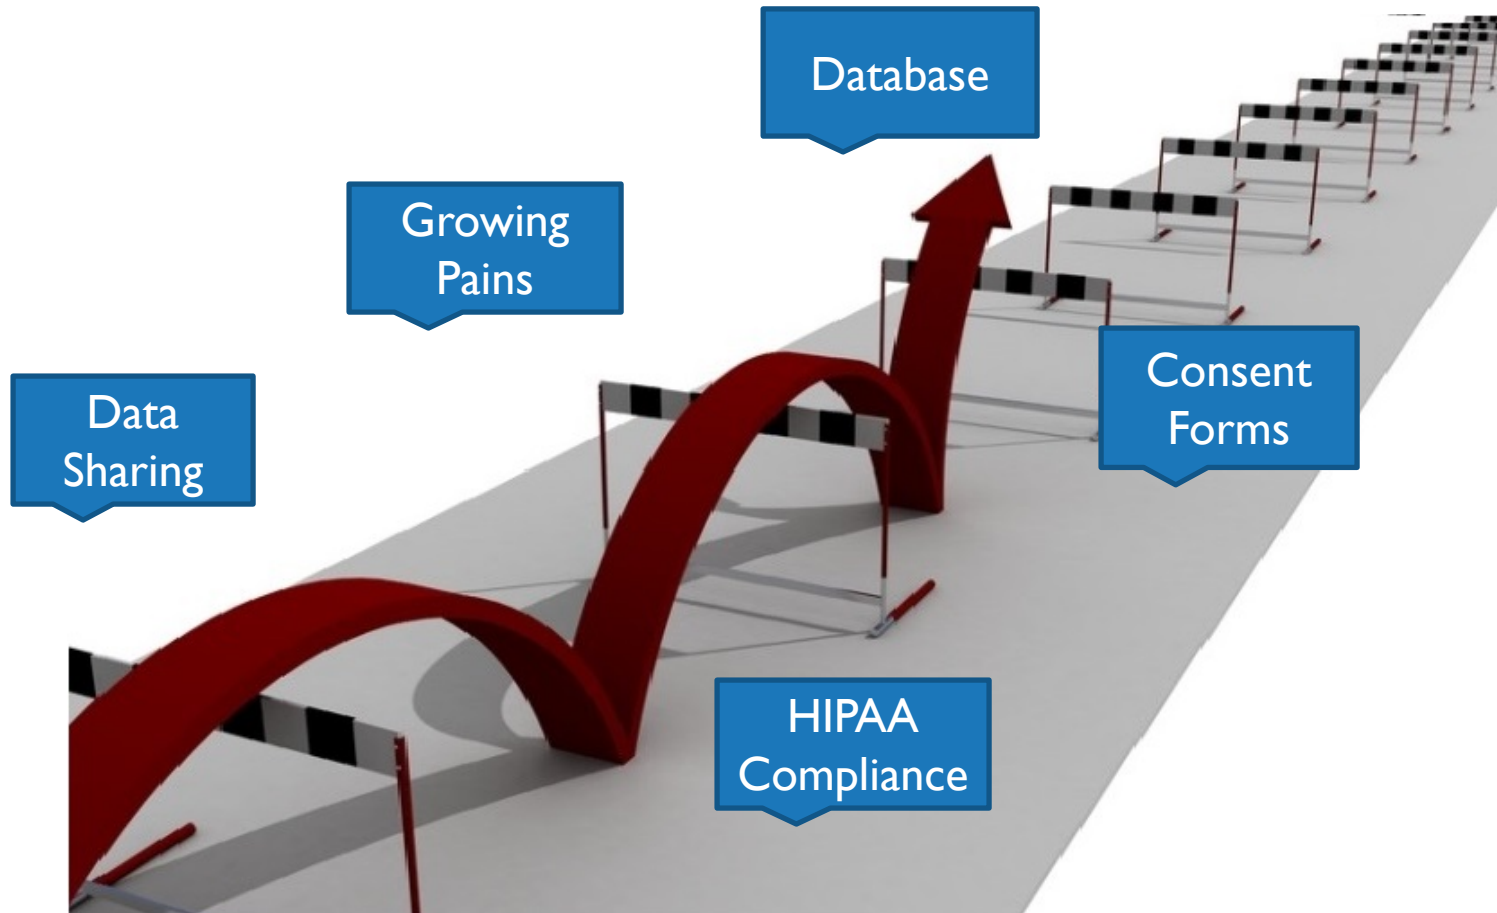 Database
Growing
Pains
Data
Sharing
Consent
Forms
HIPAA
Compliance